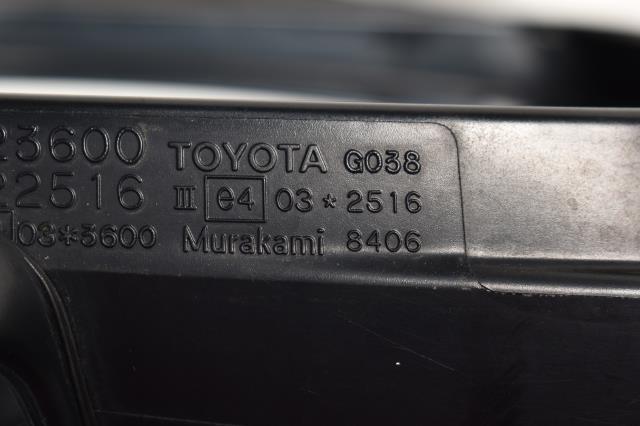 23600 TOYOTA G038
22516 III e4 03*2516
03*3600 Murakami 8406